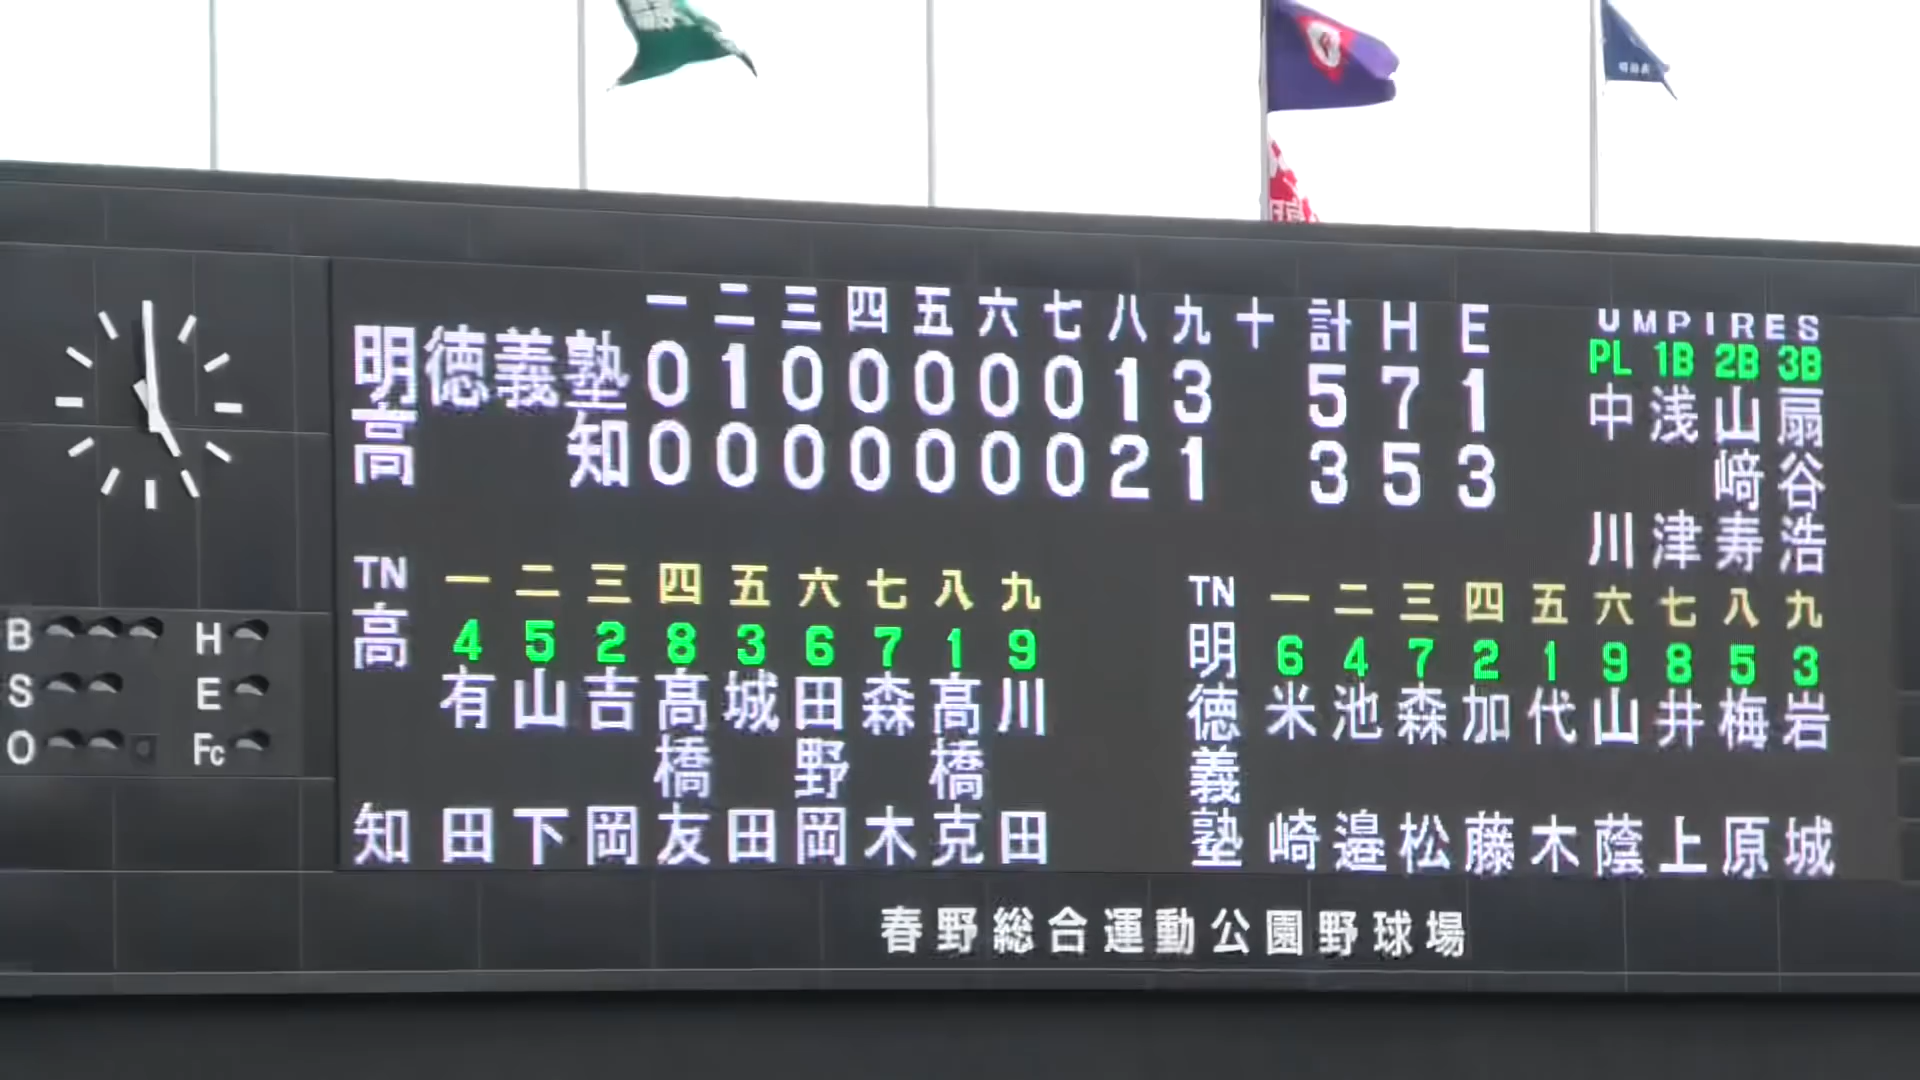 一 二 三 四 五 六 七 八 九 十 計 H E
明徳義塾 0 1 0 0 0 0 0 1 3 5 7 1
高知 0 0 0 0 0 0 0 2 1 3 5 3
UMPIRES
PL 1B 2B 3B
中川
浅津
山﨑寿
扇谷浩
TN 一 二 三 四 五 六 七 八 九
高知 4 5 2 8 3 6 7 1 9
有田
山下
吉岡
髙橋友
城田
田野岡
森木
髙橋克
川田
TN 一 二 三 四 五 六 七 八 九
明徳義塾 6 4 7 2 1 9 8 5 3
米崎
池邉
森松
加藤
代木
山蔭
井上
梅原
岩城
B H
S E
O Fc
春野総合運動公園野球場